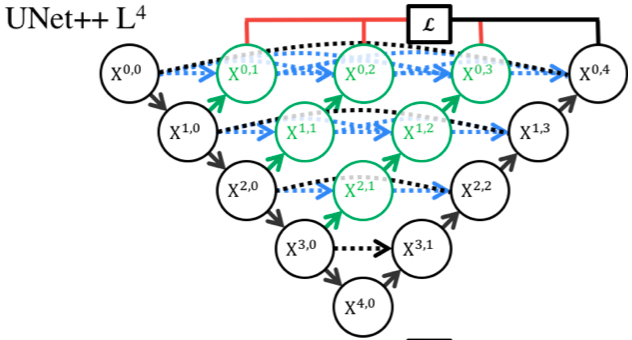 UNet++ L⁴
ℒ
X⁰,⁰ X⁰,¹ X⁰,² X⁰,³ X⁰,⁴
X¹,⁰ X¹,¹ X¹,² X¹,³
X²,⁰ X²,¹ X²,²
X³,⁰ X³,¹
X⁴,⁰